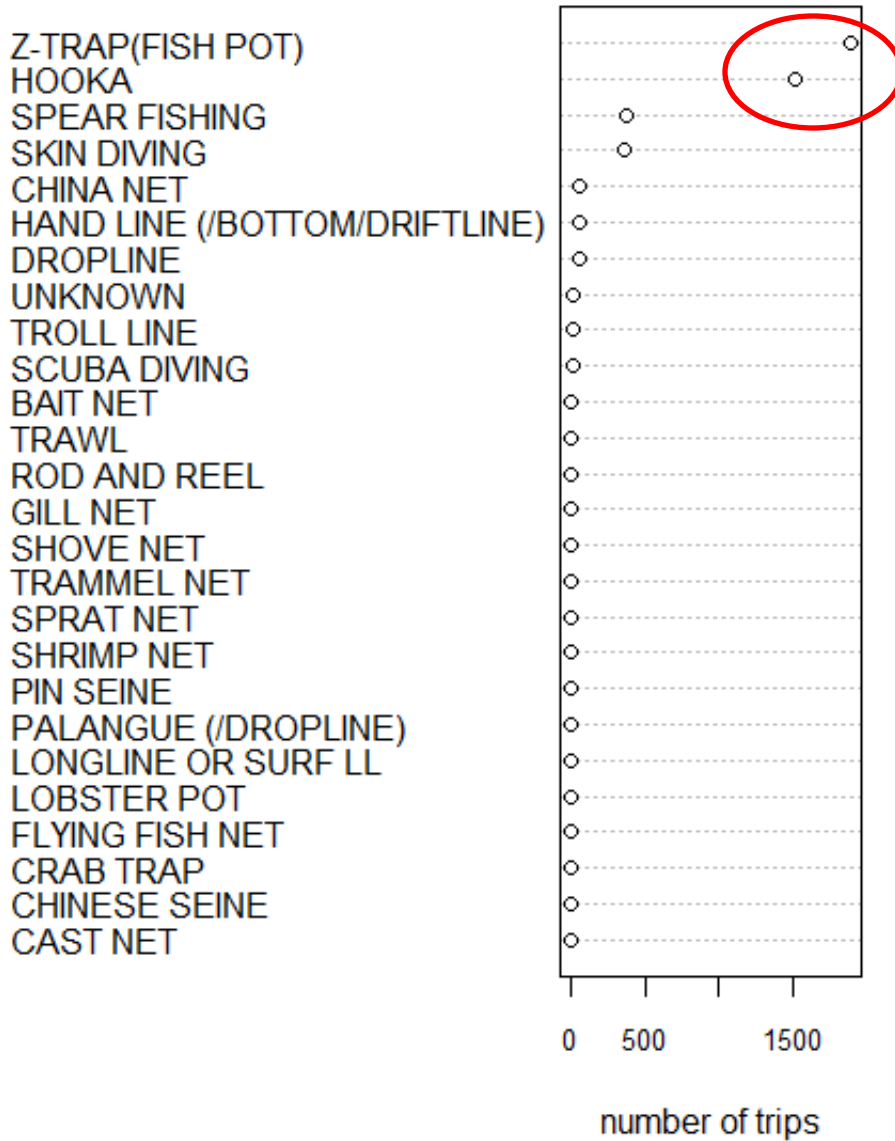 Z-TRAP(FISH POT)
HOOKA
SPEAR FISHING
SKIN DIVING
CHINA NET
HAND LINE (/BOTTOM/DRIFTLINE)
DROPLINE
UNKNOWN
TROLL LINE
SCUBA DIVING
BAIT NET
TRAWL
ROD AND REEL
GILL NET
SHOVE NET
TRAMMEL NET
SPRAT NET
SHRIMP NET
PIN SEINE
PALANGUE (/DROPLINE)
LONGLINE OR SURF LL
LOBSTER POT
FLYING FISH NET
CRAB TRAP
CHINESE SEINE
CAST NET
0 500 1500
number of trips